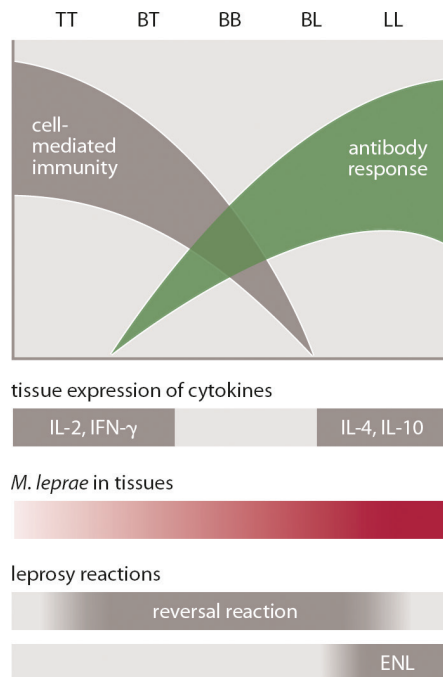 TT BT BB BL LL
cell-
mediated
immunity
antibody
response
tissue expression of cytokines
IL-2, IFN-γ IL-4, IL-10
M. leprae in tissues
leprosy reactions
reversal reaction
ENL